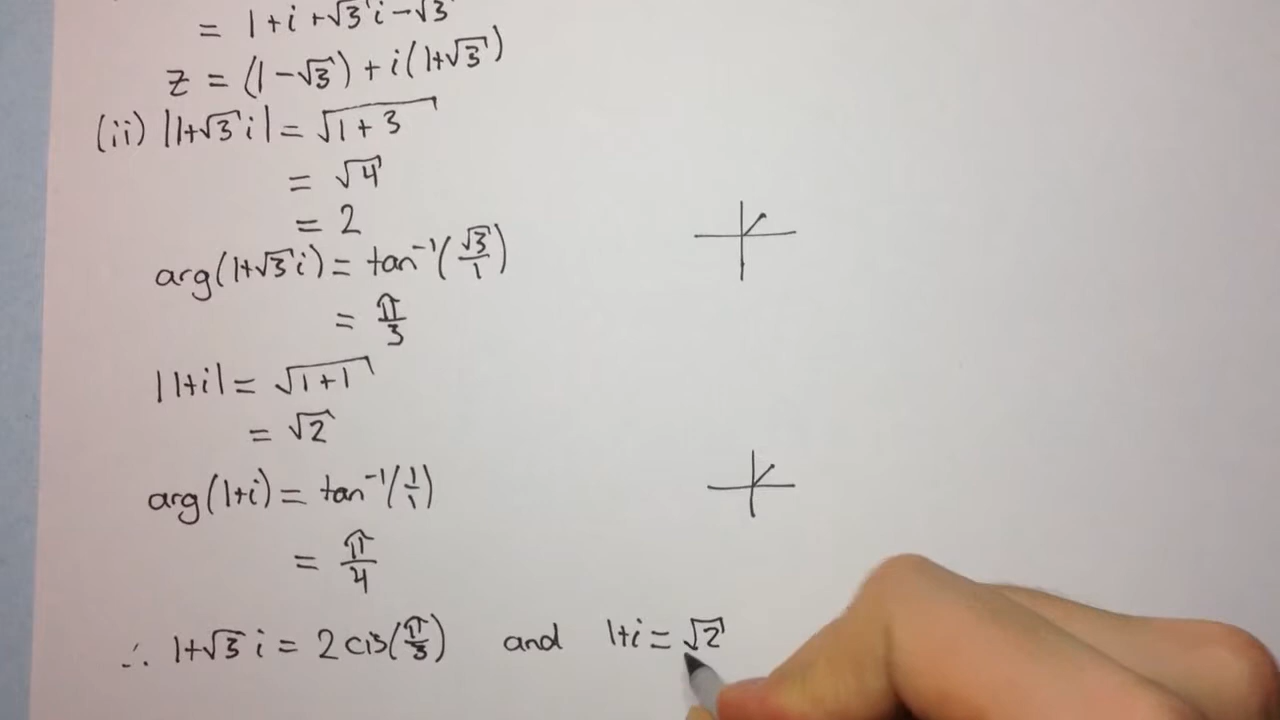 = 1+i+√3i-√3
z = (1-√3)+i(1+√3)
(ii) |1+√3i| = √1+3
= √4
= 2
arg(1+√3i) = tan⁻¹(√3/1)
= π/3
|1+i| = √1+1
= √2
arg(1+i) = tan⁻¹(1/1)
= π/4
∴ 1+√3i = 2cis(π/3) and 1+i = √2